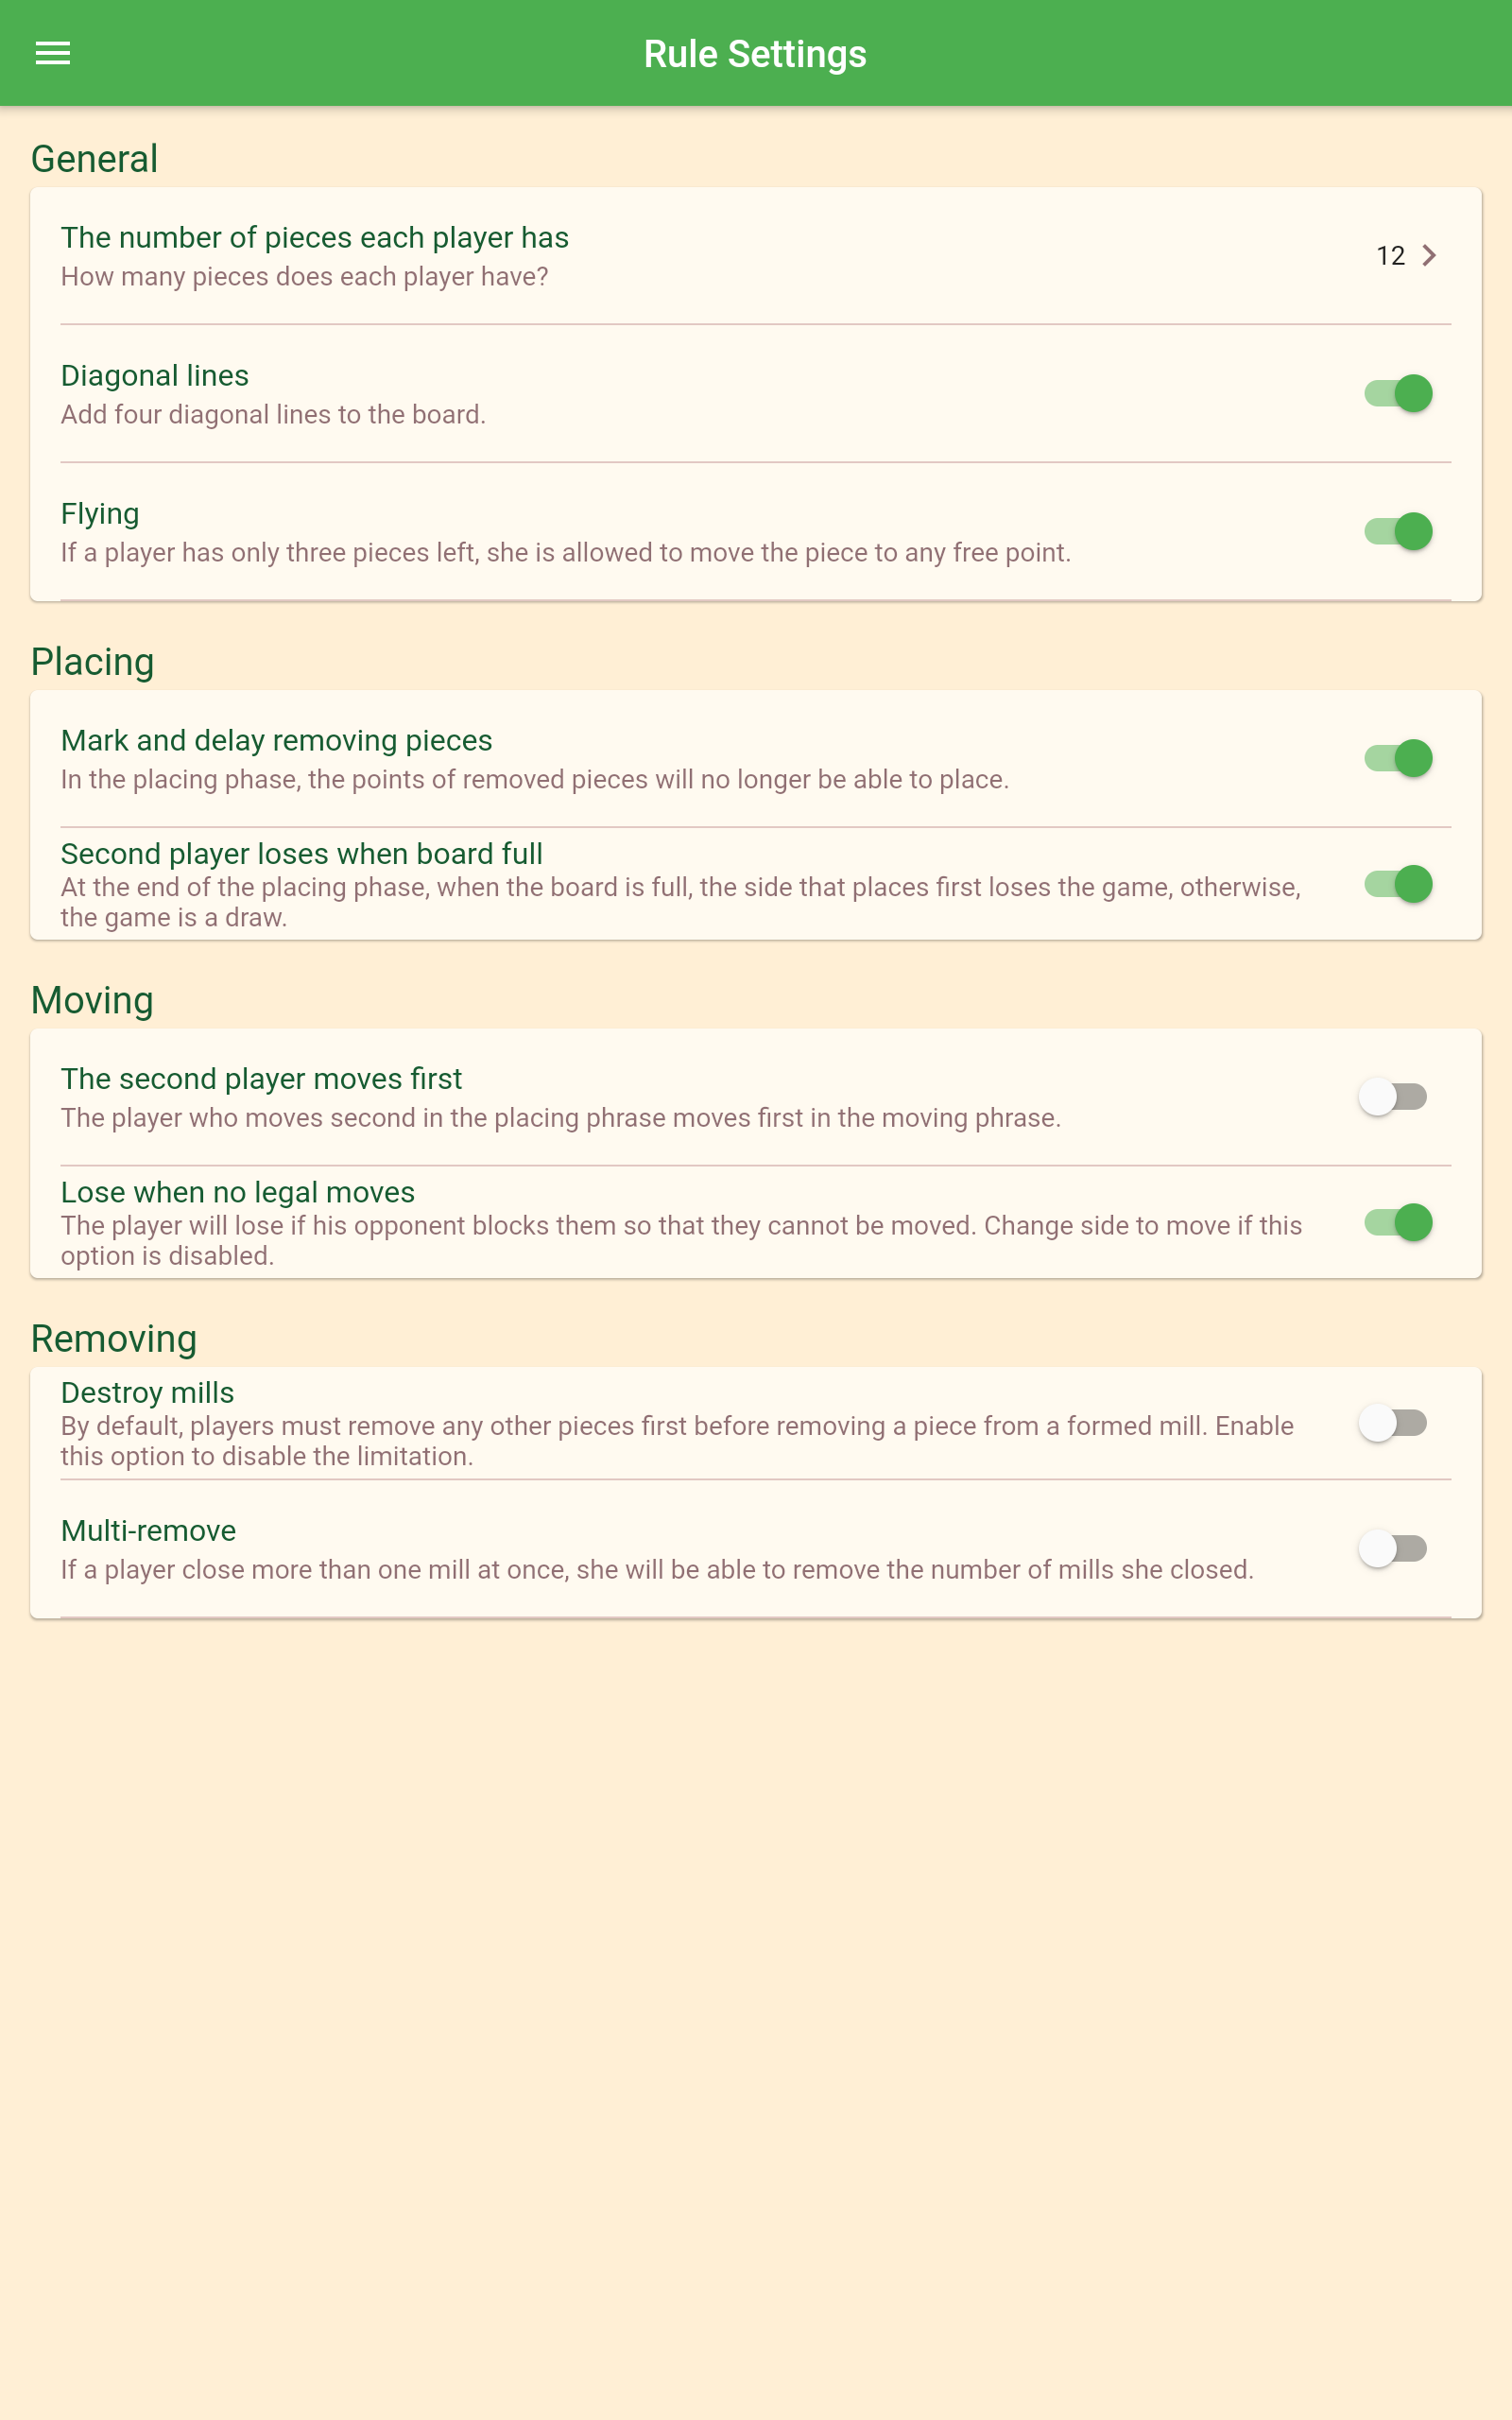 Rule Settings
General
The number of pieces each player has
How many pieces does each player have?
12
Diagonal lines
Add four diagonal lines to the board.
Flying
If a player has only three pieces left, she is allowed to move the piece to any free point.
Placing
Mark and delay removing pieces
In the placing phase, the points of removed pieces will no longer be able to place.
Second player loses when board full
At the end of the placing phase, when the board is full, the side that places first loses the game, otherwise,
the game is a draw.
Moving
The second player moves first
The player who moves second in the placing phrase moves first in the moving phrase.
Lose when no legal moves
The player will lose if his opponent blocks them so that they cannot be moved. Change side to move if this
option is disabled.
Removing
Destroy mills
By default, players must remove any other pieces first before removing a piece from a formed mill. Enable
this option to disable the limitation.
Multi-remove
If a player close more than one mill at once, she will be able to remove the number of mills she closed.